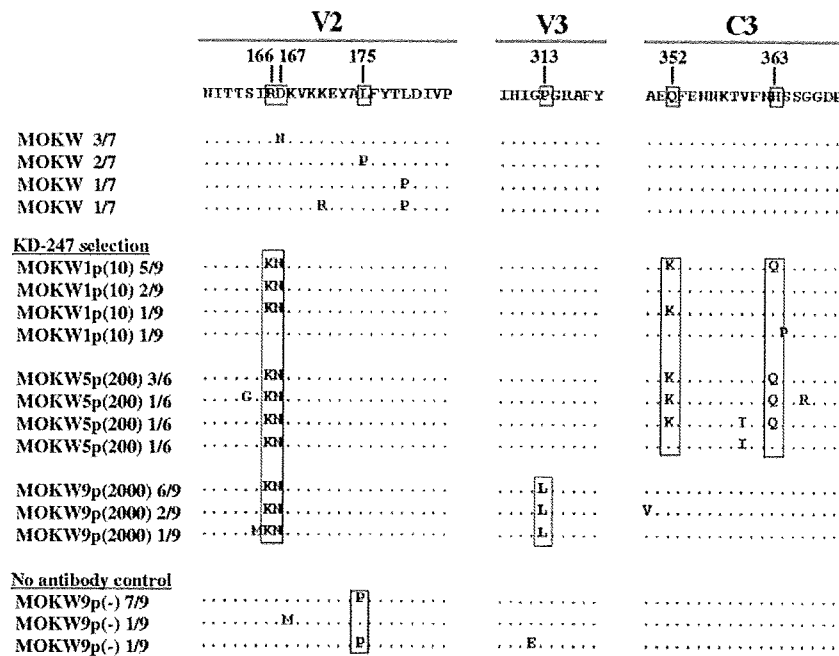 V2 V3 C3
166 167 175 313 352 363
NITTSIRDKVKKEYALFYTLDIVP IHIGPGRAFY AEQFENHKTVFNHSSGGDP
MOKW 3/7 ........N................ .......... ....................
MOKW 2/7 P
MOKW 1/7 P
MOKW 1/7 R P
KD-247 selection
MOKW1p(10) 5/9 KN K Q
MOKW1p(10) 2/9 KN
MOKW1p(10) 1/9 KN K
MOKW1p(10) 1/9 P
MOKW5p(200) 3/6 KN K Q
MOKW5p(200) 1/6 G KN K Q R
MOKW5p(200) 1/6 KN K T Q
MOKW5p(200) 1/6 KN I
MOKW9p(2000) 6/9 KN L
MOKW9p(2000) 2/9 KN L V
MOKW9p(2000) 1/9 MKN L
No antibody control
MOKW9p(-) 7/9 P
MOKW9p(-) 1/9 M
MOKW9p(-) 1/9 P E